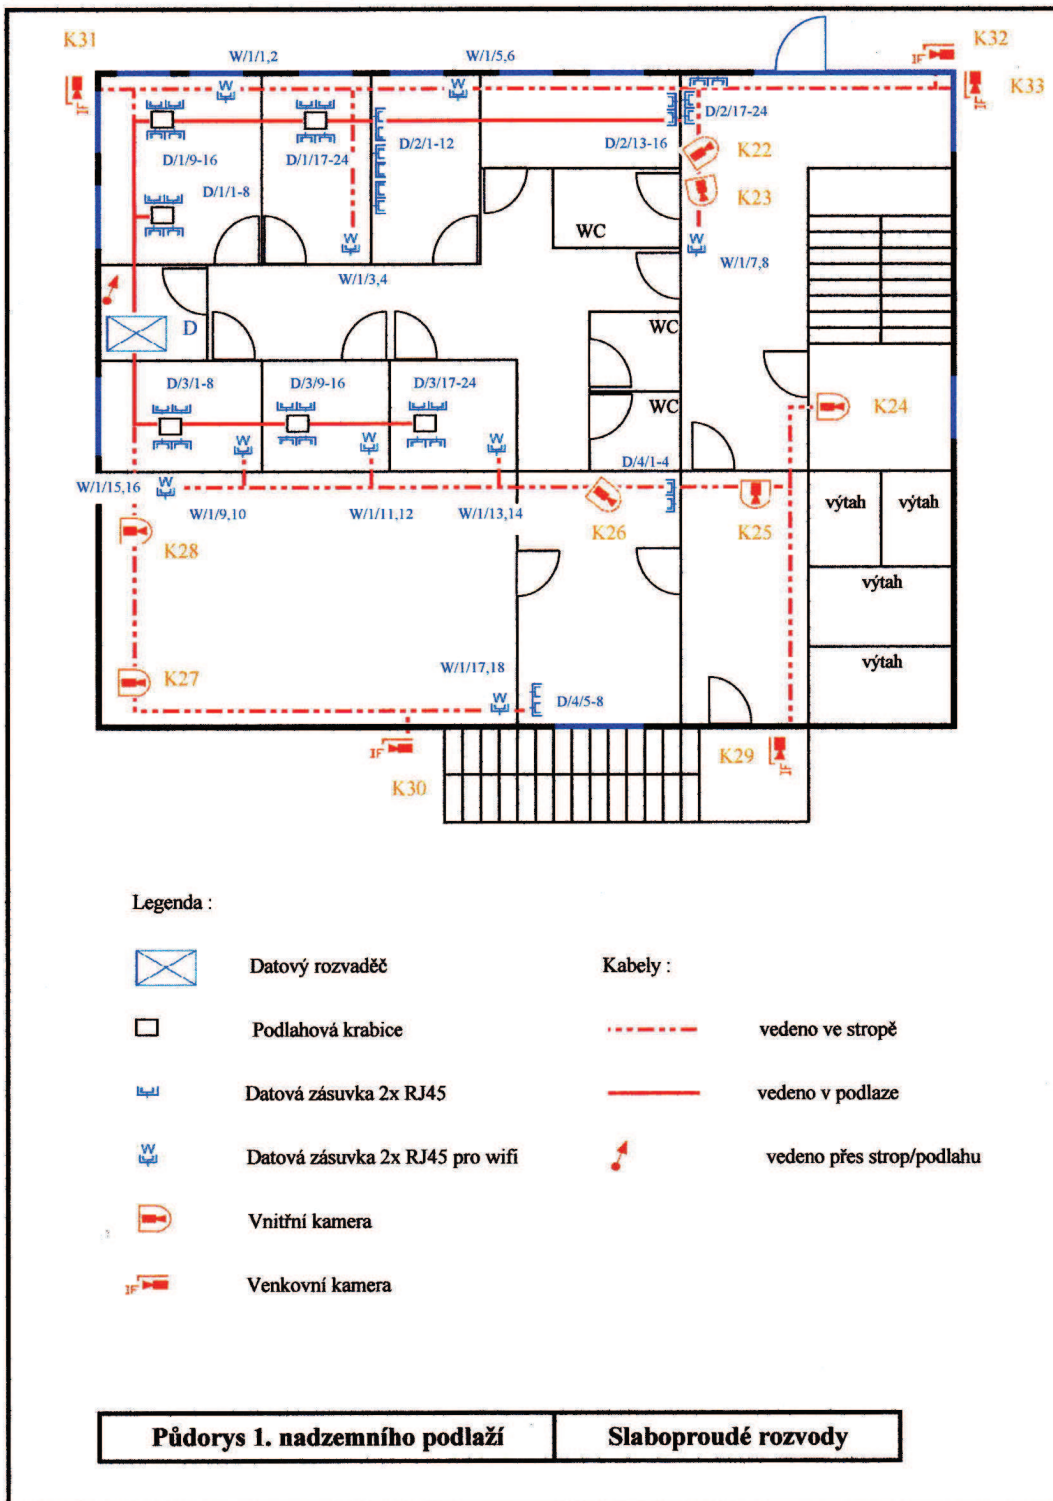 K31
W/1/1,2
W/1/5,6
K32
IF
K33
IF
IF
W
W
D/2/17-24
D/1/9-16
D/1/17-24
D/2/1-12
D/2/13-16
K22
D/1/1-8
K23
WC
W
W
W/1/3,4
W/1/7,8
D
WC
D/3/1-8
D/3/9-16
D/3/17-24
WC
K24
W
W
W
D/4/1-4
W/1/15,16
W
W/1/9,10
W/1/11,12
W/1/13,14
K26
K25
výtah
výtah
K28
výtah
výtah
K27
W/1/17,18
W
D/4/5-8
IF
K30
K29
IF
Legenda :
Datový rozvaděč
Kabely :
Podlahová krabice
vedeno ve stropě
Datová zásuvka 2x RJ45
vedeno v podlaze
W
Datová zásuvka 2x RJ45 pro wifi
vedeno přes strop/podlahu
Vnitřní kamera
IF
Venkovní kamera
Půdorys 1. nadzemního podlaží
Slaboproudé rozvody